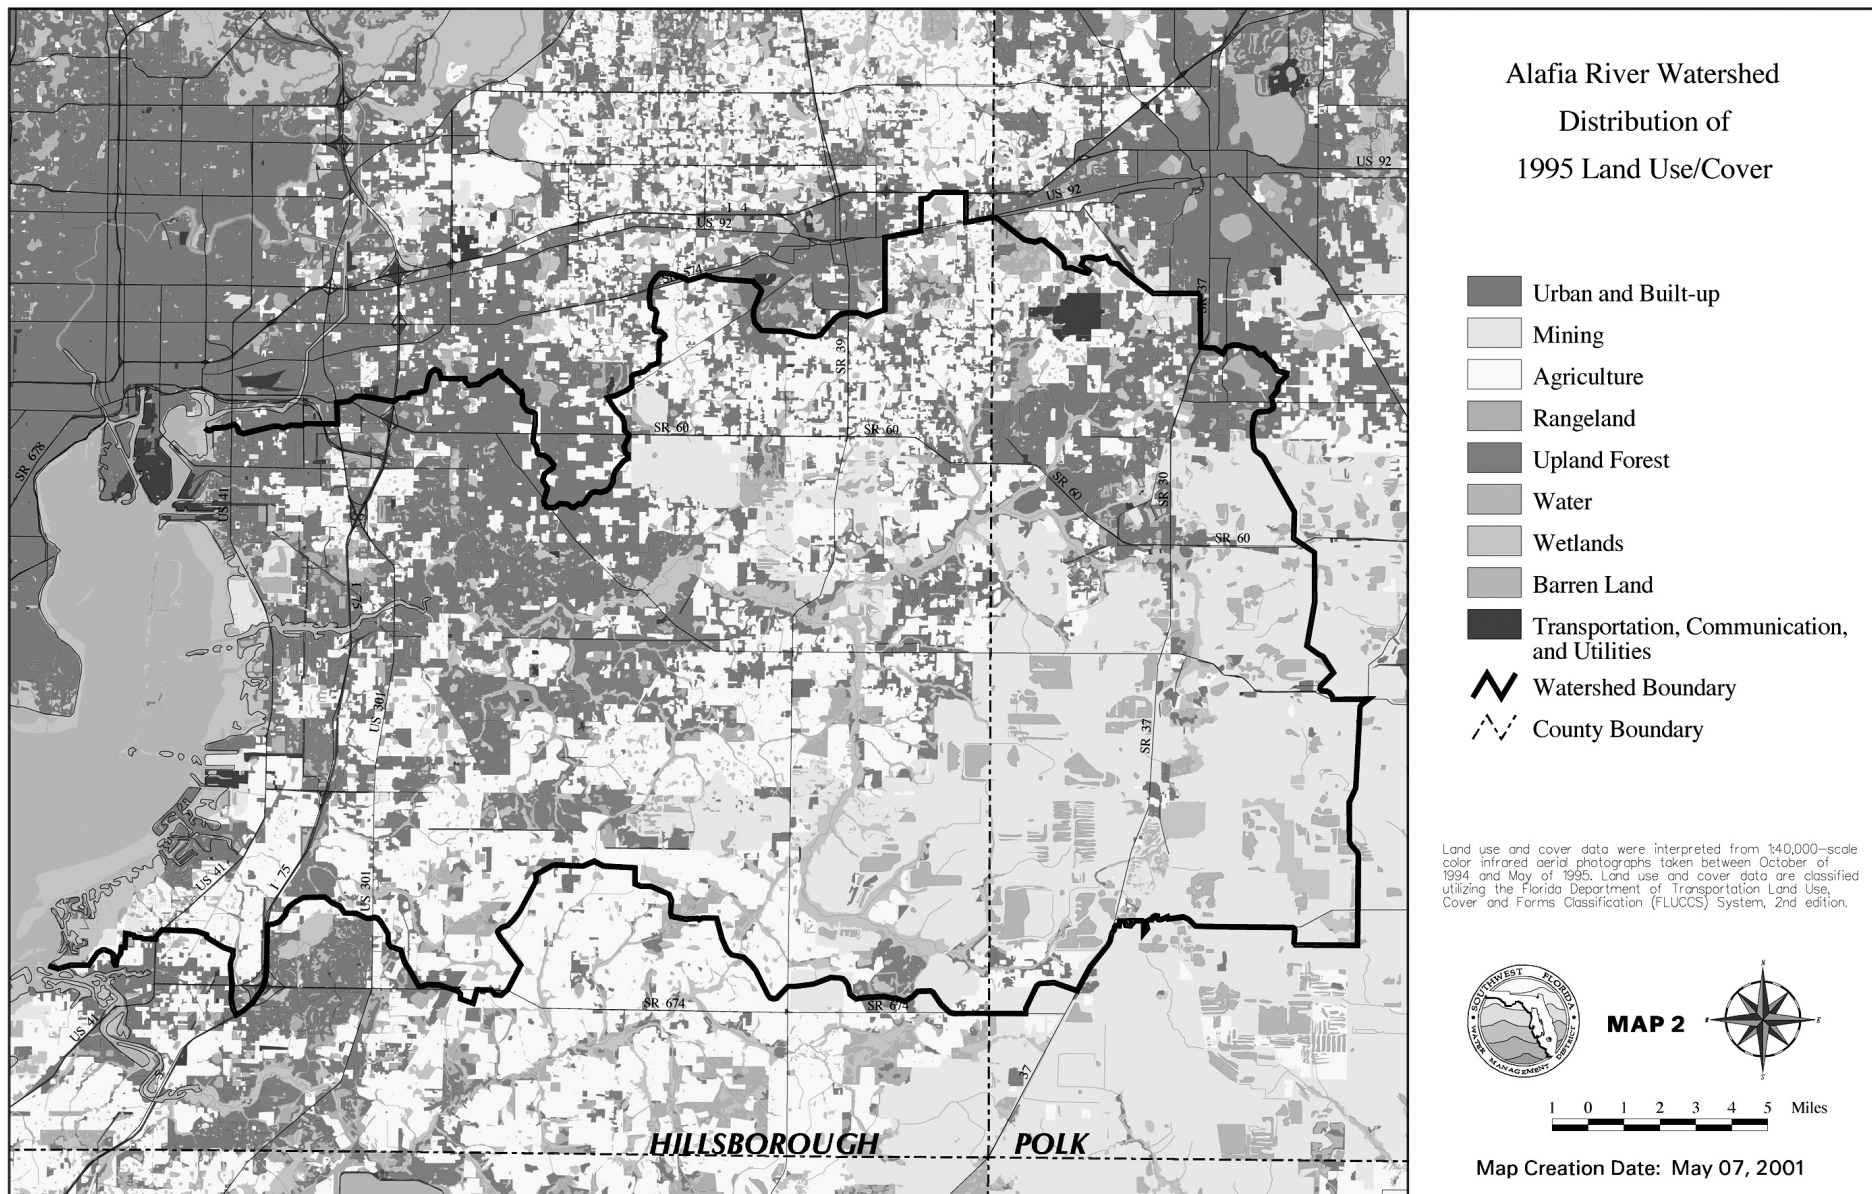 Alafia River Watershed
Distribution of
1995 Land Use/Cover
Urban and Built-up
Mining
Agriculture
Rangeland
Upland Forest
Water
Wetlands
Barren Land
Transportation, Communication,
and Utilities
Watershed Boundary
County Boundary
Land use and cover data were interpreted from 1:40,000-scale
color infrared aerial photographs taken between October of
1994 and May of 1995. Land use and cover data are classified
utilizing the Florida Department of Transportation Land Use,
Cover and Forms Classification (FLUCCS) System, 2nd edition.
SOUTHWEST FLORIDA
WATER MANAGEMENT DISTRICT
MAP 2
N
E
S
1 0 1 2 3 4 5 Miles
Map Creation Date: May 07, 2001
US 92
US 92
I 4
US 92
SR 574
SR 37
SR 39
SR 60
SR 60
SR 678
US 41
SR 60
SR 30
SR 60
I 75
US 301
SR 37
US 41
I 75
US 301
SR 674
SR 674
US 41
37
HILLSBOROUGH
POLK